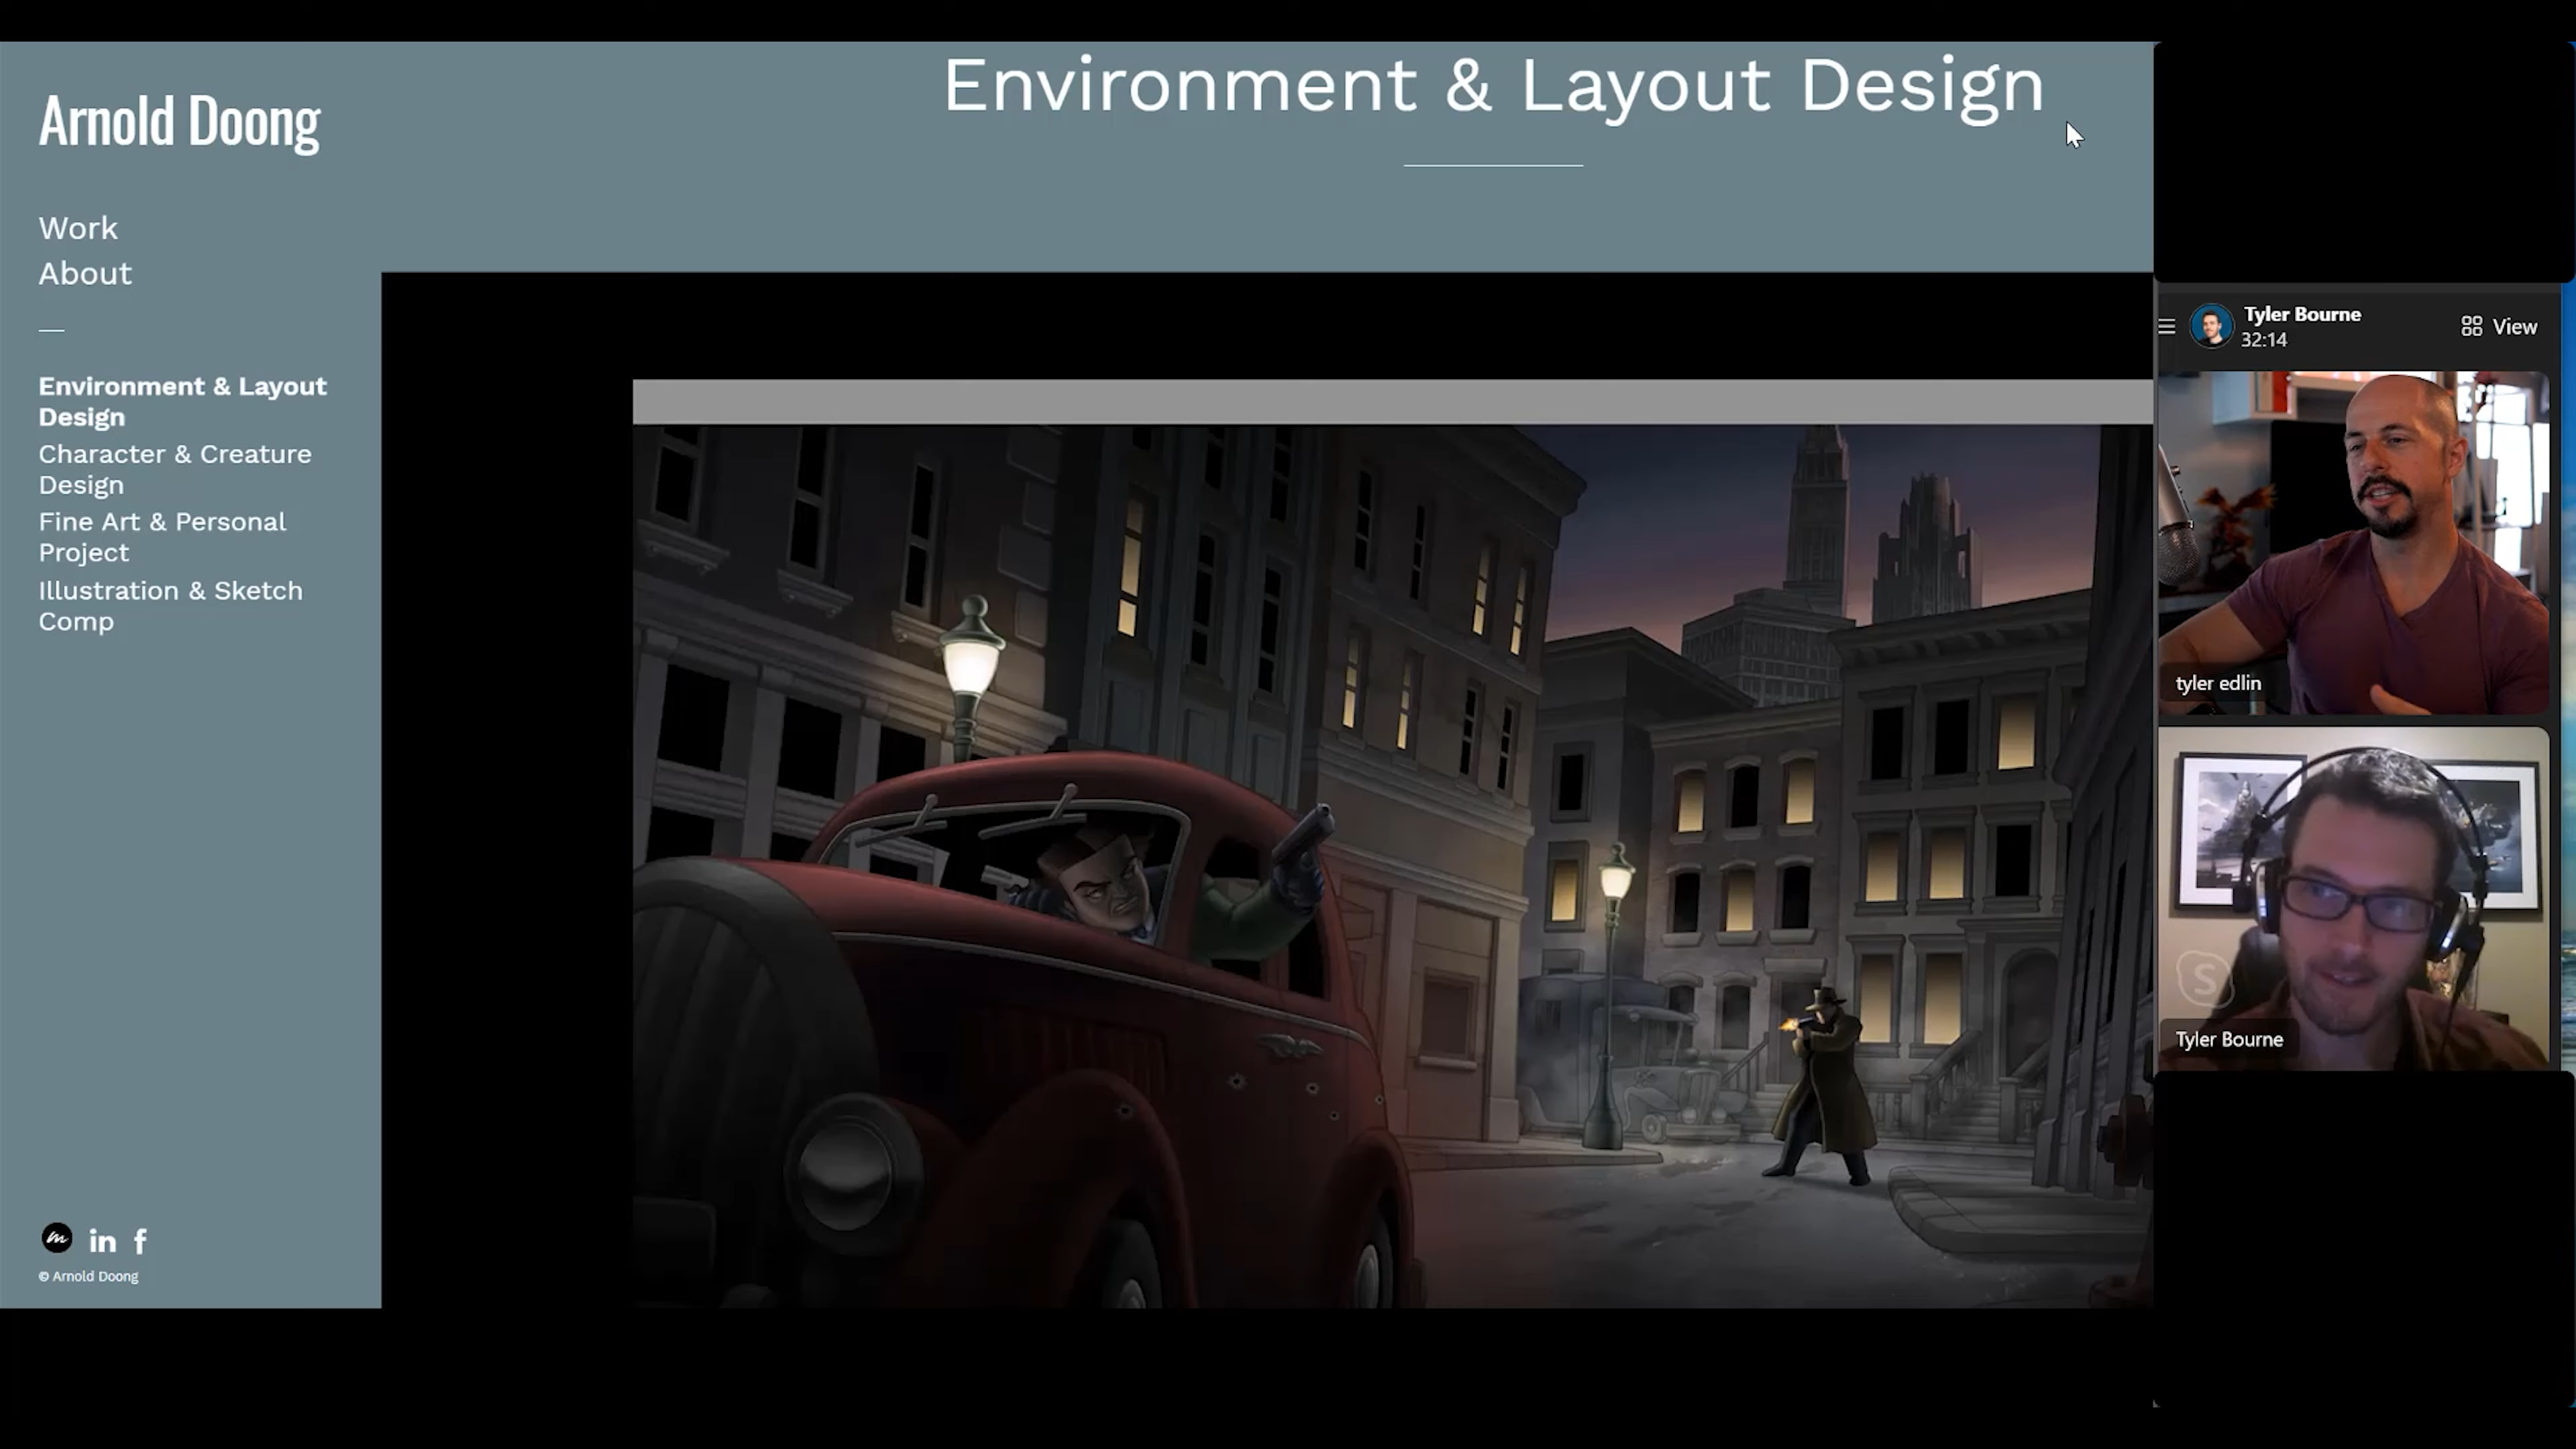 Environment & Layout Design
Arnold Doong
Work
About
Environment & Layout
Design
Character & Creature
Design
Fine Art & Personal
Project
Illustration & Sketch
Comp
in f
© Arnold Doong
Tyler Bourne
32:14
View
tyler edlin
Tyler Bourne